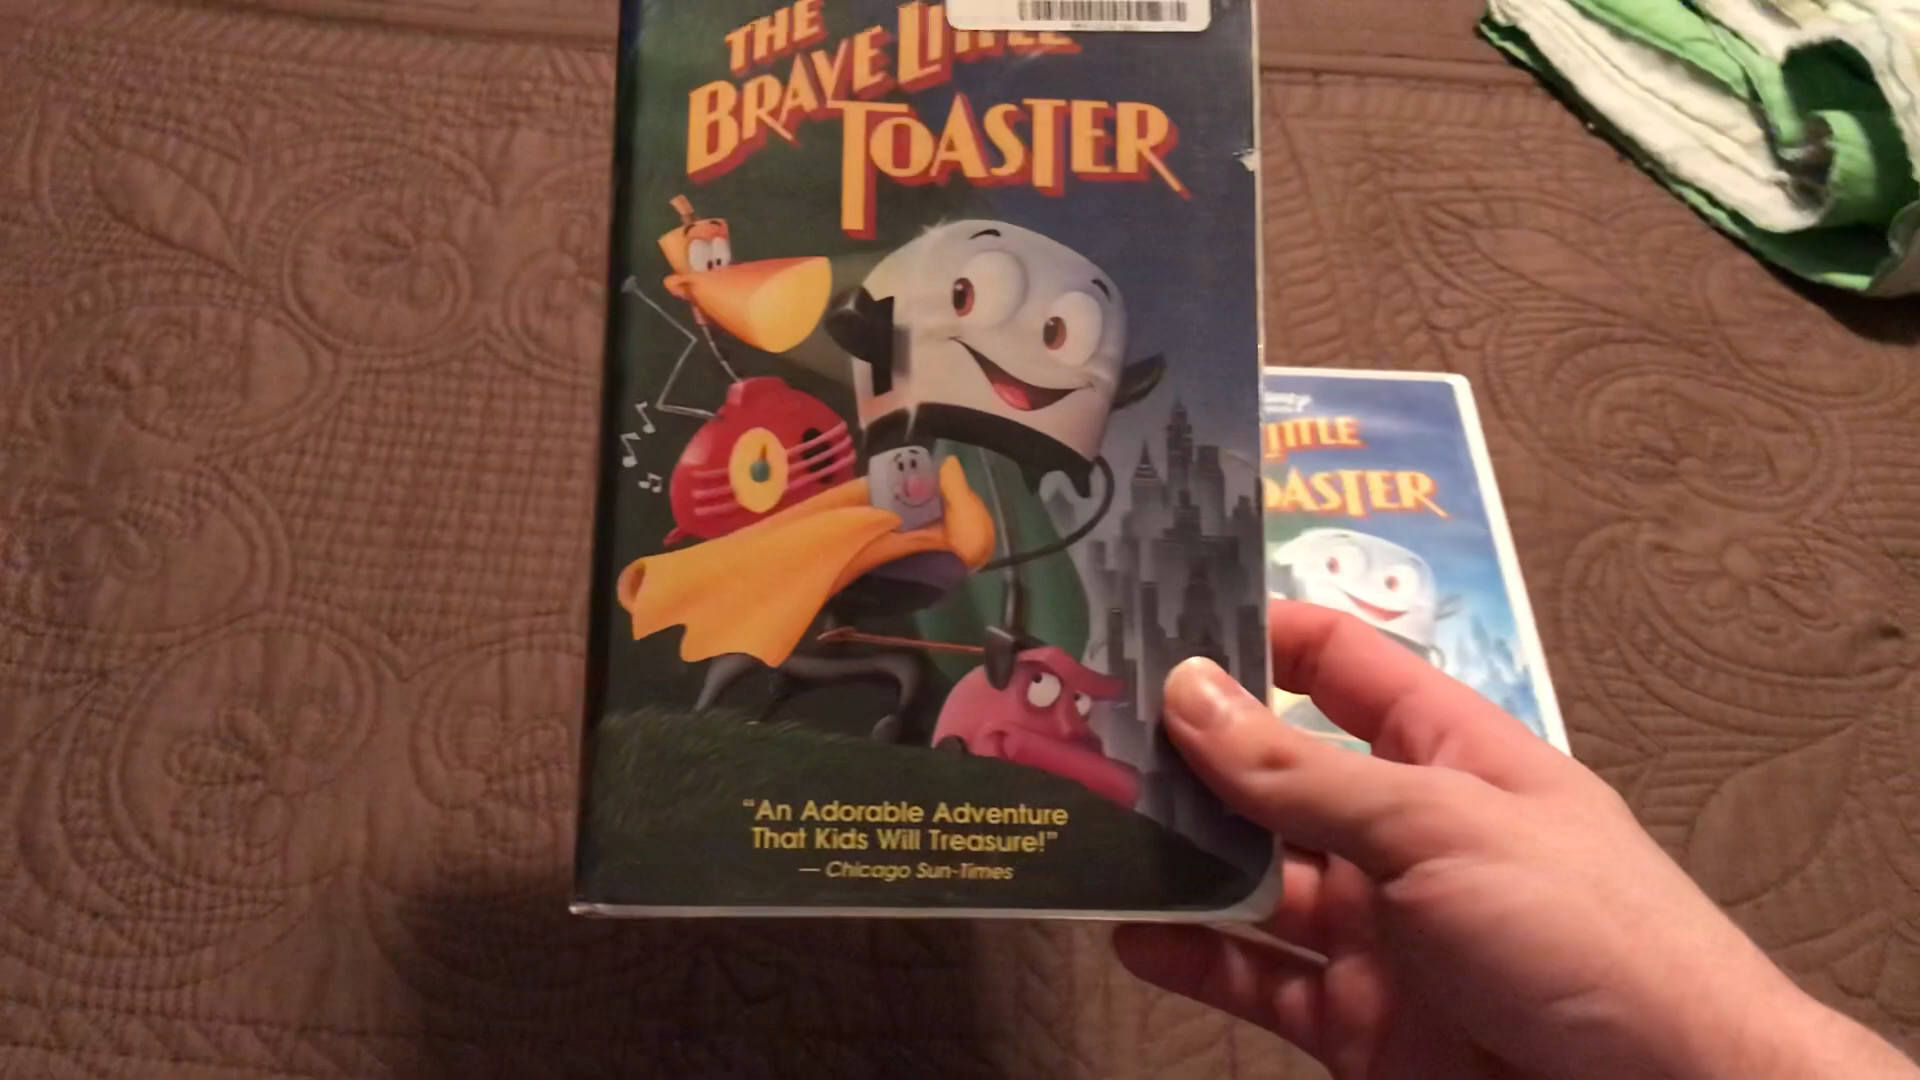 THE
BRAVE LITTLE
TOASTER
"An Adorable Adventure
That Kids Will Treasure!"
— Chicago Sun-Times
LITTLE
OASTER